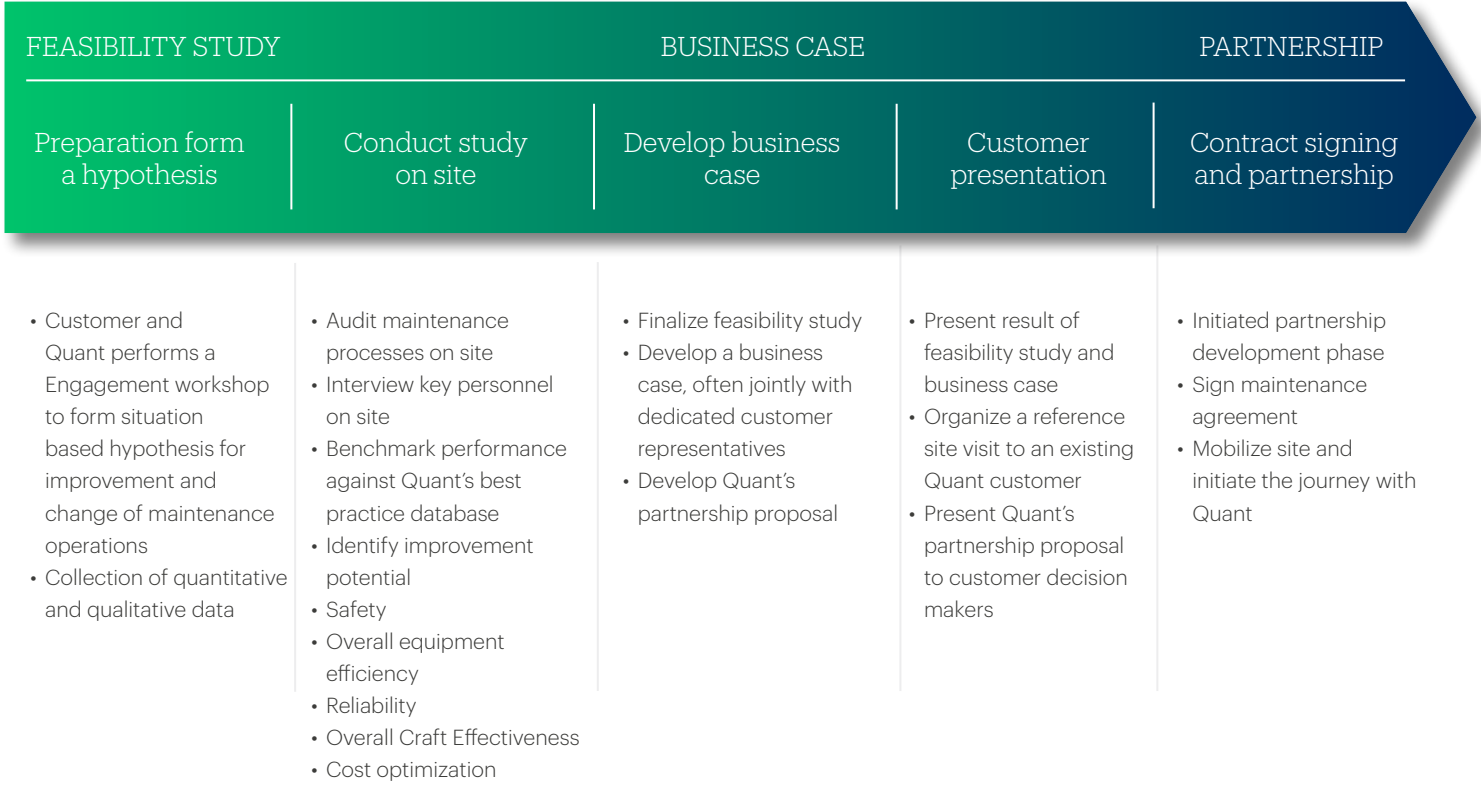 FEASIBILITY STUDY
BUSINESS CASE
PARTNERSHIP
Preparation form
a hypothesis
Conduct study
on site
Develop business
case
Customer
presentation
Contract signing
and partnership
• Customer and
Quant performs a
Engagement workshop
to form situation
based hypothesis for
improvement and
change of maintenance
operations
• Collection of quantitative
and qualitative data
• Audit maintenance
processes on site
• Interview key personnel
on site
• Benchmark performance
against Quant’s best
practice database
• Identify improvement
potential
• Safety
• Overall equipment
efficiency
• Reliability
• Overall Craft Effectiveness
• Cost optimization
• Finalize feasibility study
• Develop a business
case, often jointly with
dedicated customer
representatives
• Develop Quant’s
partnership proposal
• Present result of
feasibility study and
business case
• Organize a reference
site visit to an existing
Quant customer
• Present Quant’s
partnership proposal
to customer decision
makers
• Initiated partnership
development phase
• Sign maintenance
agreement
• Mobilize site and
initiate the journey with
Quant